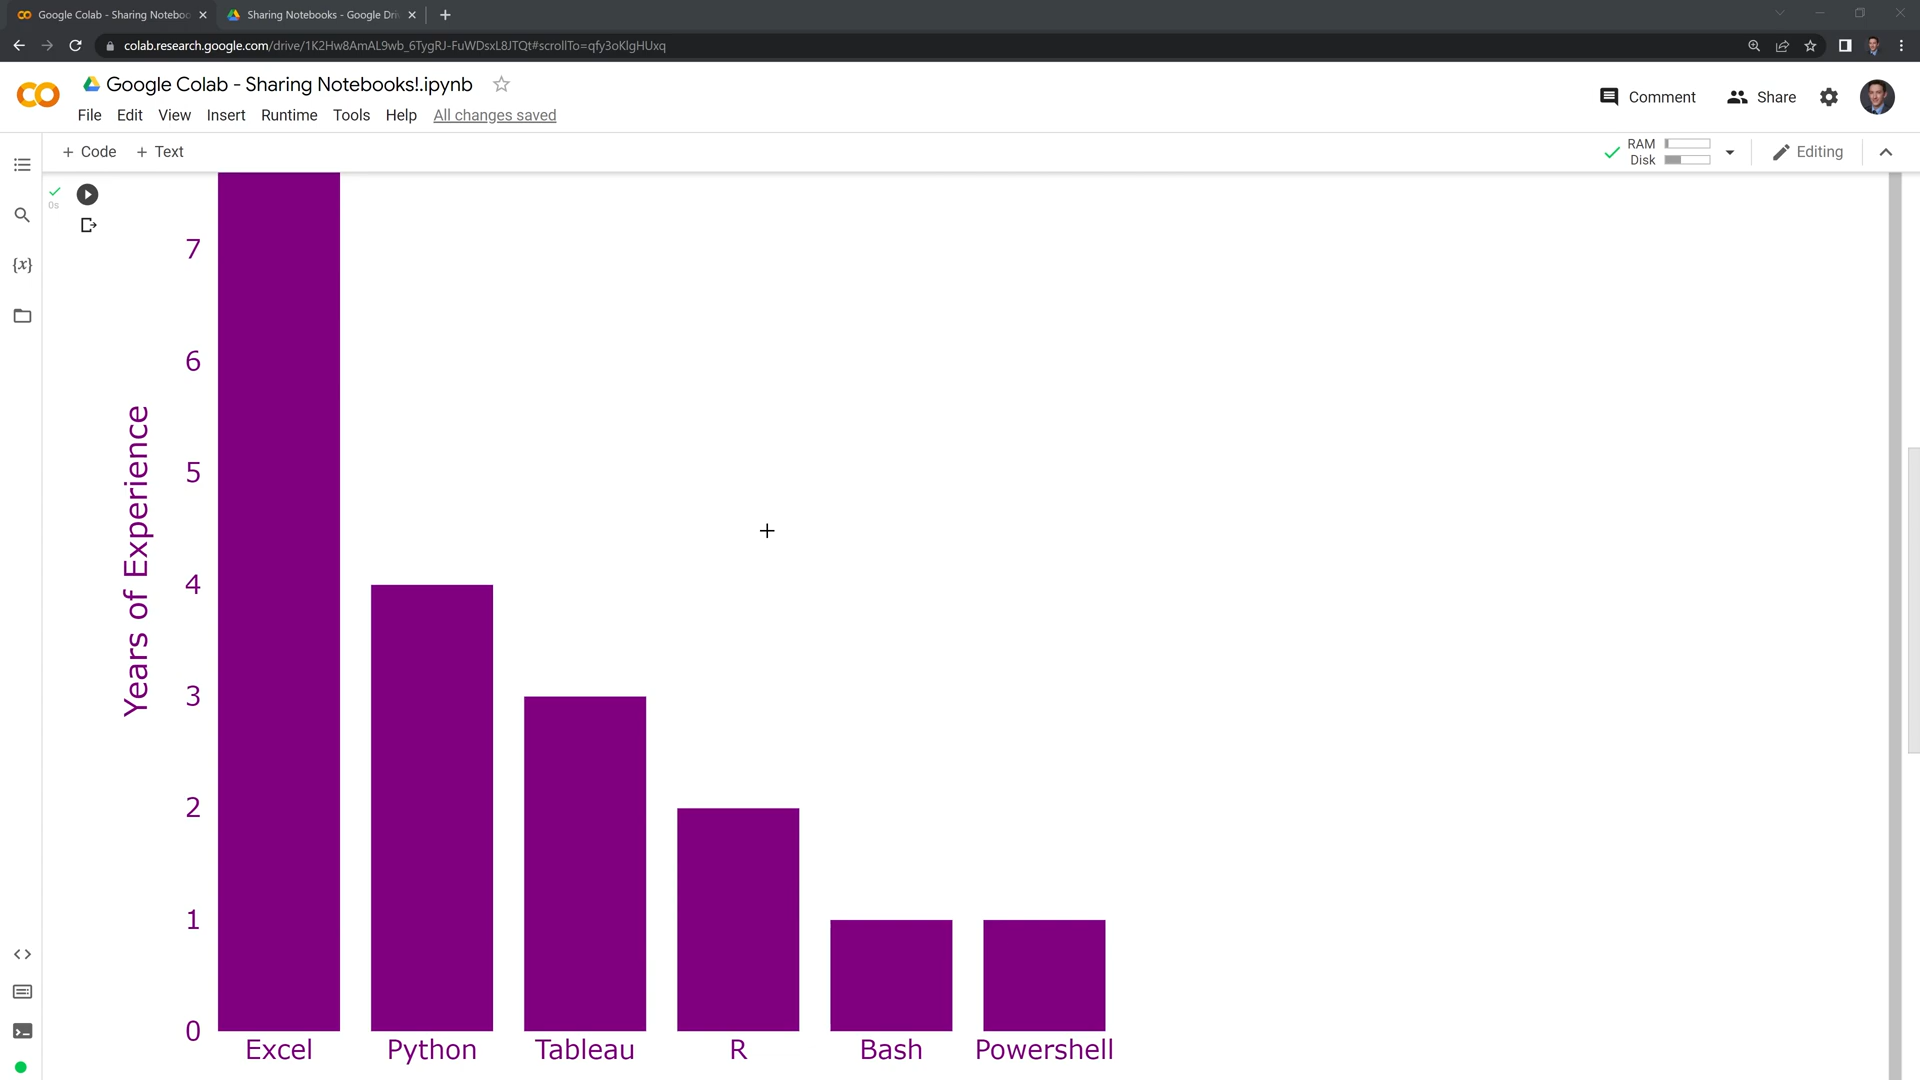 Google Colab - Sharing Noteboo
Sharing Notebooks - Google Dri
colab.research.google.com/drive/1K2Hw8AmAL9wb_6TygRJ-FuWDsxL8JTQt#scrollTo=qfy3oKlgHUxq
Google Colab - Sharing Notebooks!.ipynb
Comment
Share
File Edit View Insert Runtime Tools Help All changes saved
+ Code + Text
RAM
Disk
Editing
0s
{x}
7
6
5
4
3
2
1
0
Years of Experience
Excel Python Tableau R Bash Powershell